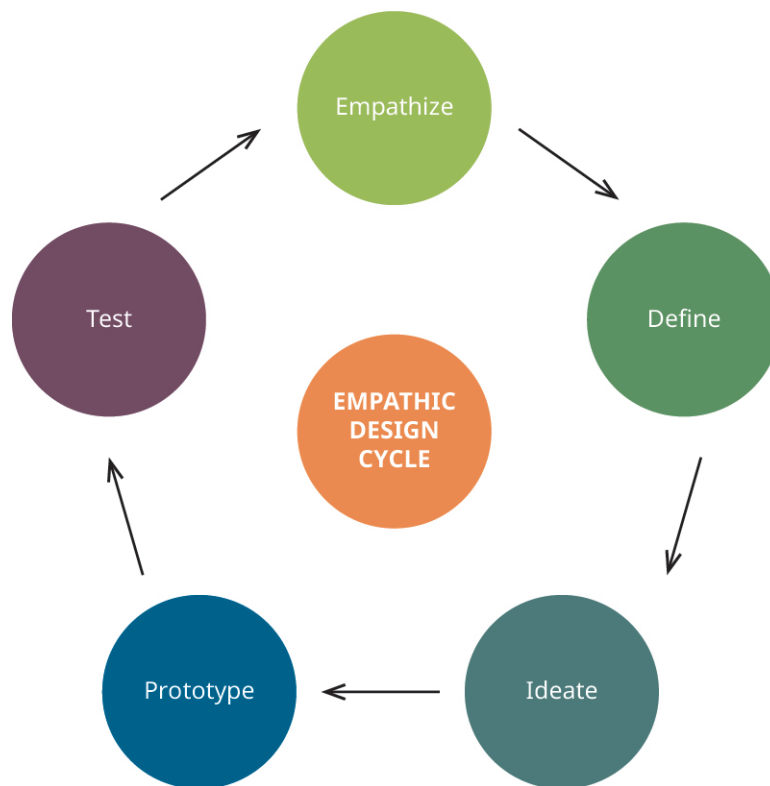 Empathize
Define
Ideate
Prototype
Test
EMPATHIC
DESIGN
CYCLE